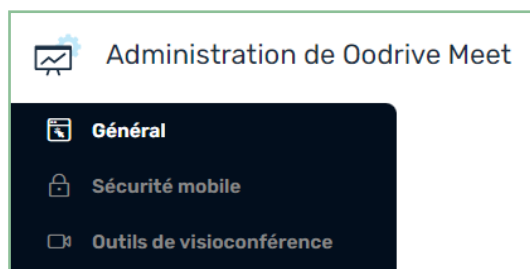 Administration de Oodrive Meet
Général
Sécurité mobile
Outils de visioconférence